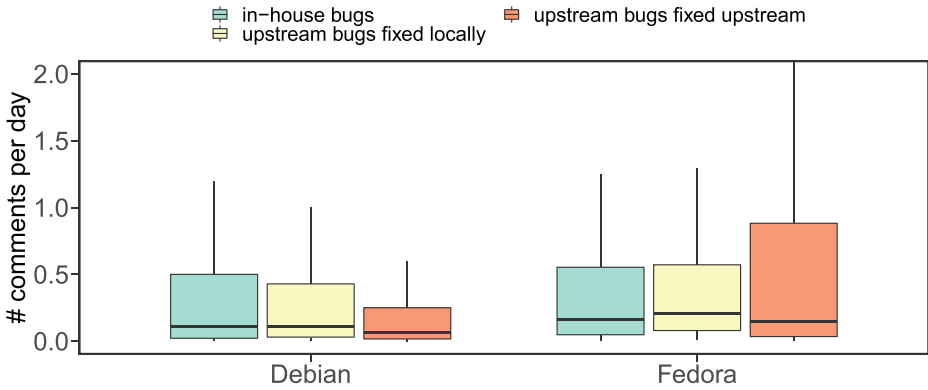 in−house bugs
upstream bugs fixed upstream
upstream bugs fixed locally
# comments per day
2.0
1.5
1.0
0.5
0.0
Debian
Fedora